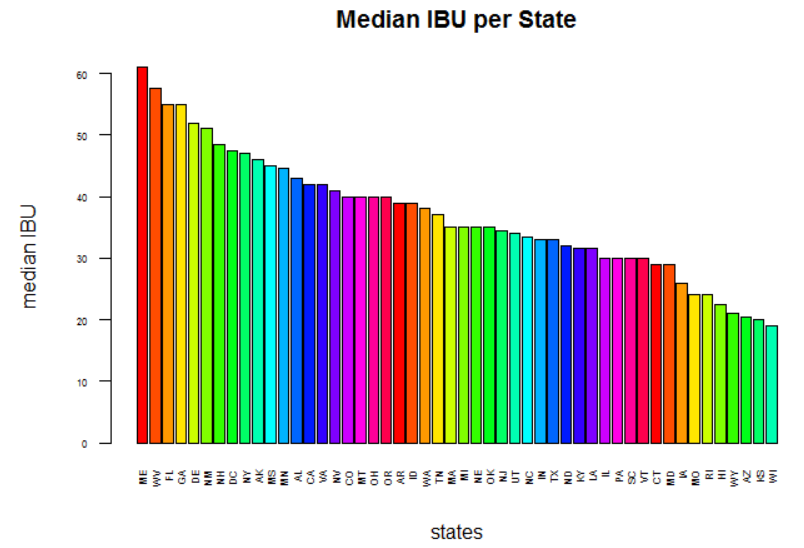 Median IBU per State
60
50
40
30
20
10
0
median IBU
ME WV FL GA DE NM NH DC NY AK MS MN AL CA VA NV CO MT OH OR AR ID WA TN MA MI NE OK NJ UT NC IN TX ND KY LA IL PA SC VT CT MD IA MO RI HI WY AZ KS WI
states